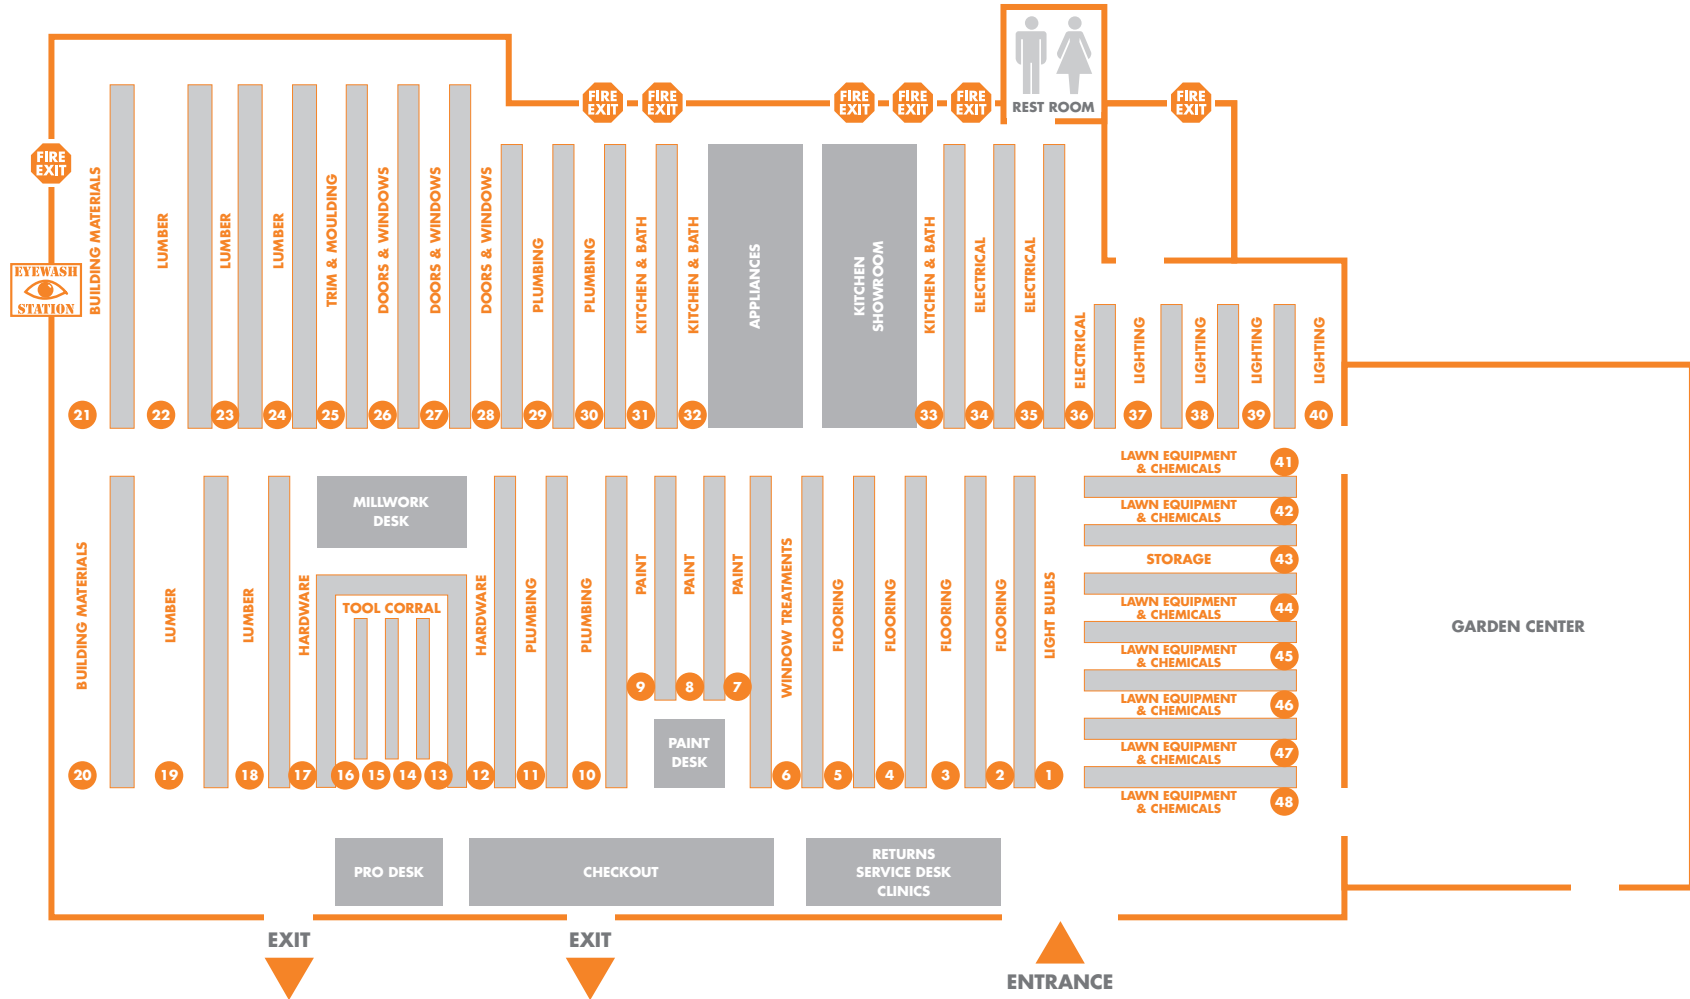 REST ROOM
FIRE
EXIT
FIRE
EXIT
FIRE
EXIT
FIRE
EXIT
FIRE
EXIT
FIRE
EXIT
FIRE
EXIT
EYEWASH
STATION
BUILDING MATERIALS
LUMBER
LUMBER
LUMBER
TRIM & MOULDING
DOORS & WINDOWS
DOORS & WINDOWS
DOORS & WINDOWS
PLUMBING
PLUMBING
KITCHEN & BATH
KITCHEN & BATH
APPLIANCES
KITCHEN
SHOWROOM
KITCHEN & BATH
ELECTRICAL
ELECTRICAL
ELECTRICAL
LIGHTING
LIGHTING
LIGHTING
LIGHTING
21
22
23
24
25
26
27
28
29
30
31
32
33
34
35
36
37
38
39
40
LAWN EQUIPMENT
& CHEMICALS
41
LAWN EQUIPMENT
& CHEMICALS
42
STORAGE
43
LAWN EQUIPMENT
& CHEMICALS
44
LAWN EQUIPMENT
& CHEMICALS
45
LAWN EQUIPMENT
& CHEMICALS
46
LAWN EQUIPMENT
& CHEMICALS
47
LAWN EQUIPMENT
& CHEMICALS
48
GARDEN CENTER
MILLWORK
DESK
BUILDING MATERIALS
LUMBER
LUMBER
HARDWARE
TOOL CORRAL
HARDWARE
PLUMBING
PLUMBING
PAINT
PAINT
PAINT
WINDOW TREATMENTS
FLOORING
FLOORING
FLOORING
FLOORING
LIGHT BULBS
9
8
7
PAINT
DESK
20
19
18
17
16
15
14
13
12
11
10
6
5
4
3
2
1
PRO DESK
CHECKOUT
RETURNS
SERVICE DESK
CLINICS
EXIT
EXIT
ENTRANCE